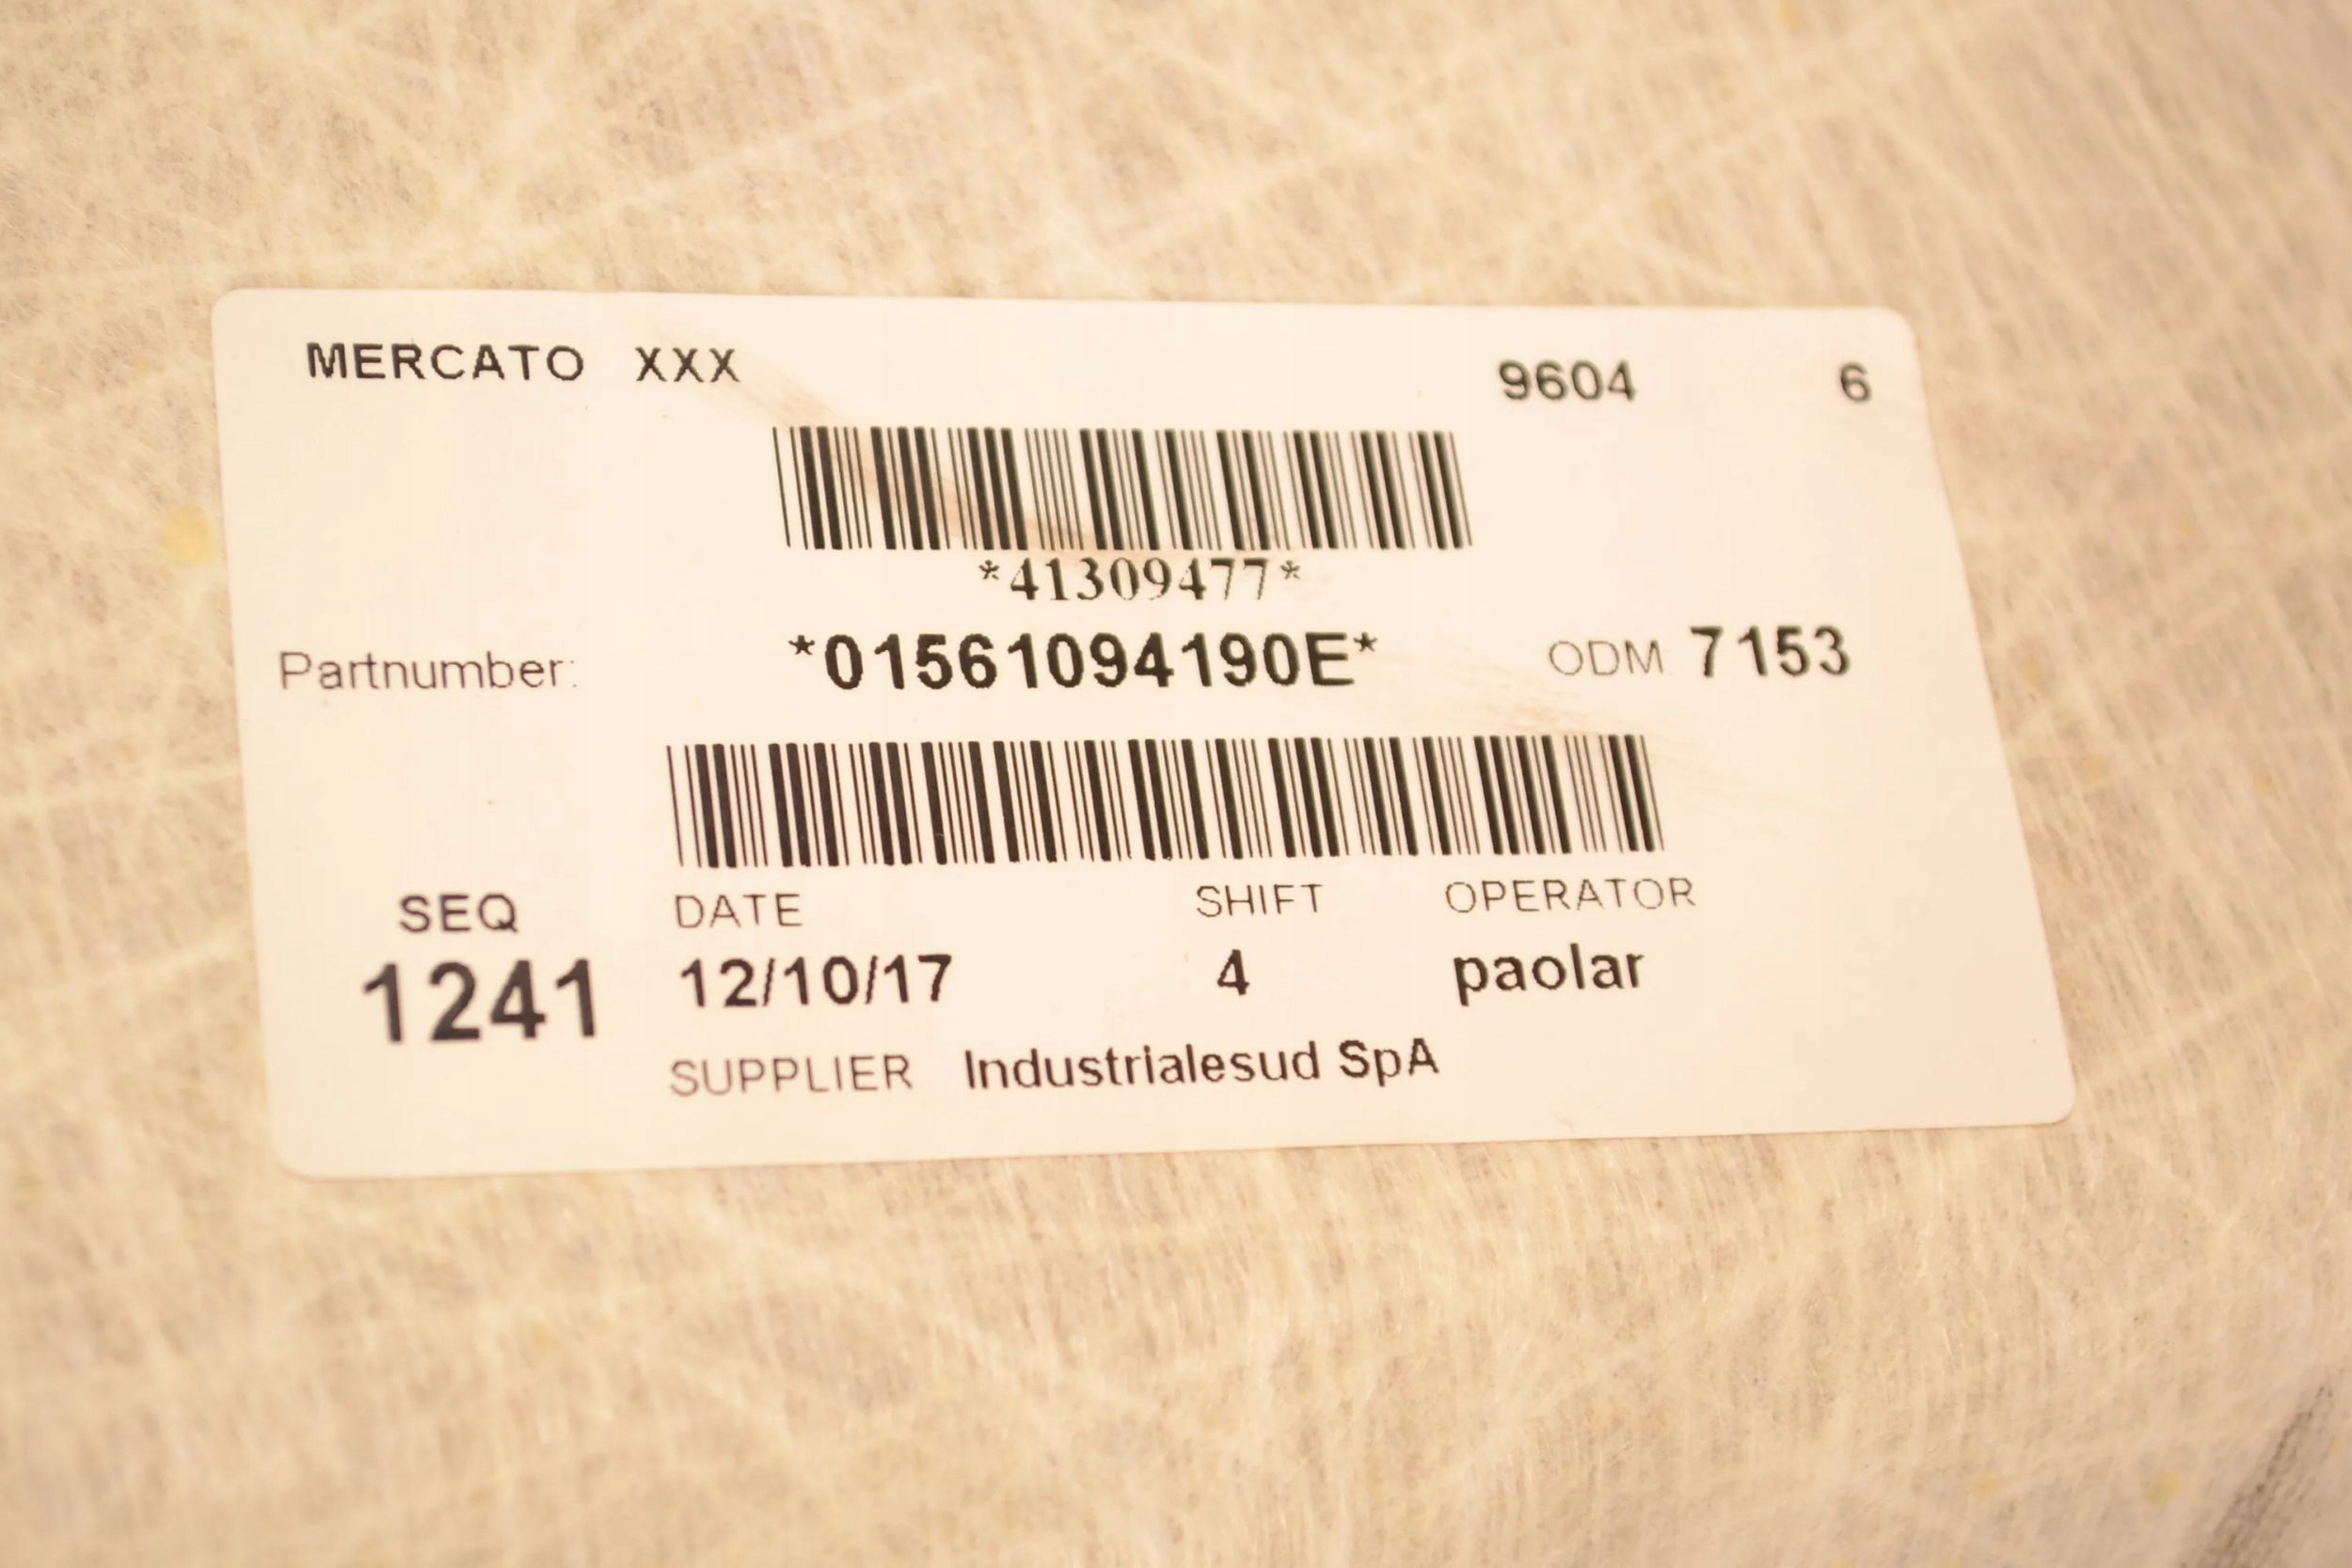 MERCATO XXX 9604 6
*41309477*
Partnumber: *01561094190E* ODM 7153
SEQ DATE SHIFT OPERATOR
1241 12/10/17 4 paolar
SUPPLIER Industrialesud SpA